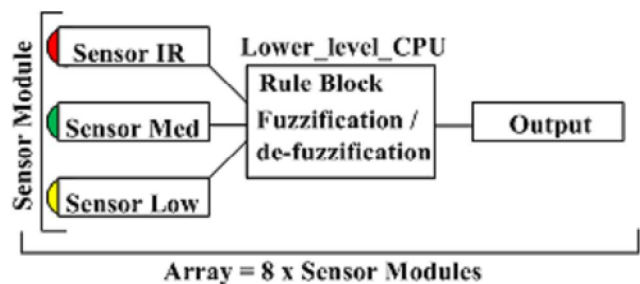 Sensor Module
Sensor IR
Sensor Med
Sensor Low
Lower_level_CPU
Rule Block
Fuzzification /
de-fuzzification
Output
Array = 8 x Sensor Modules